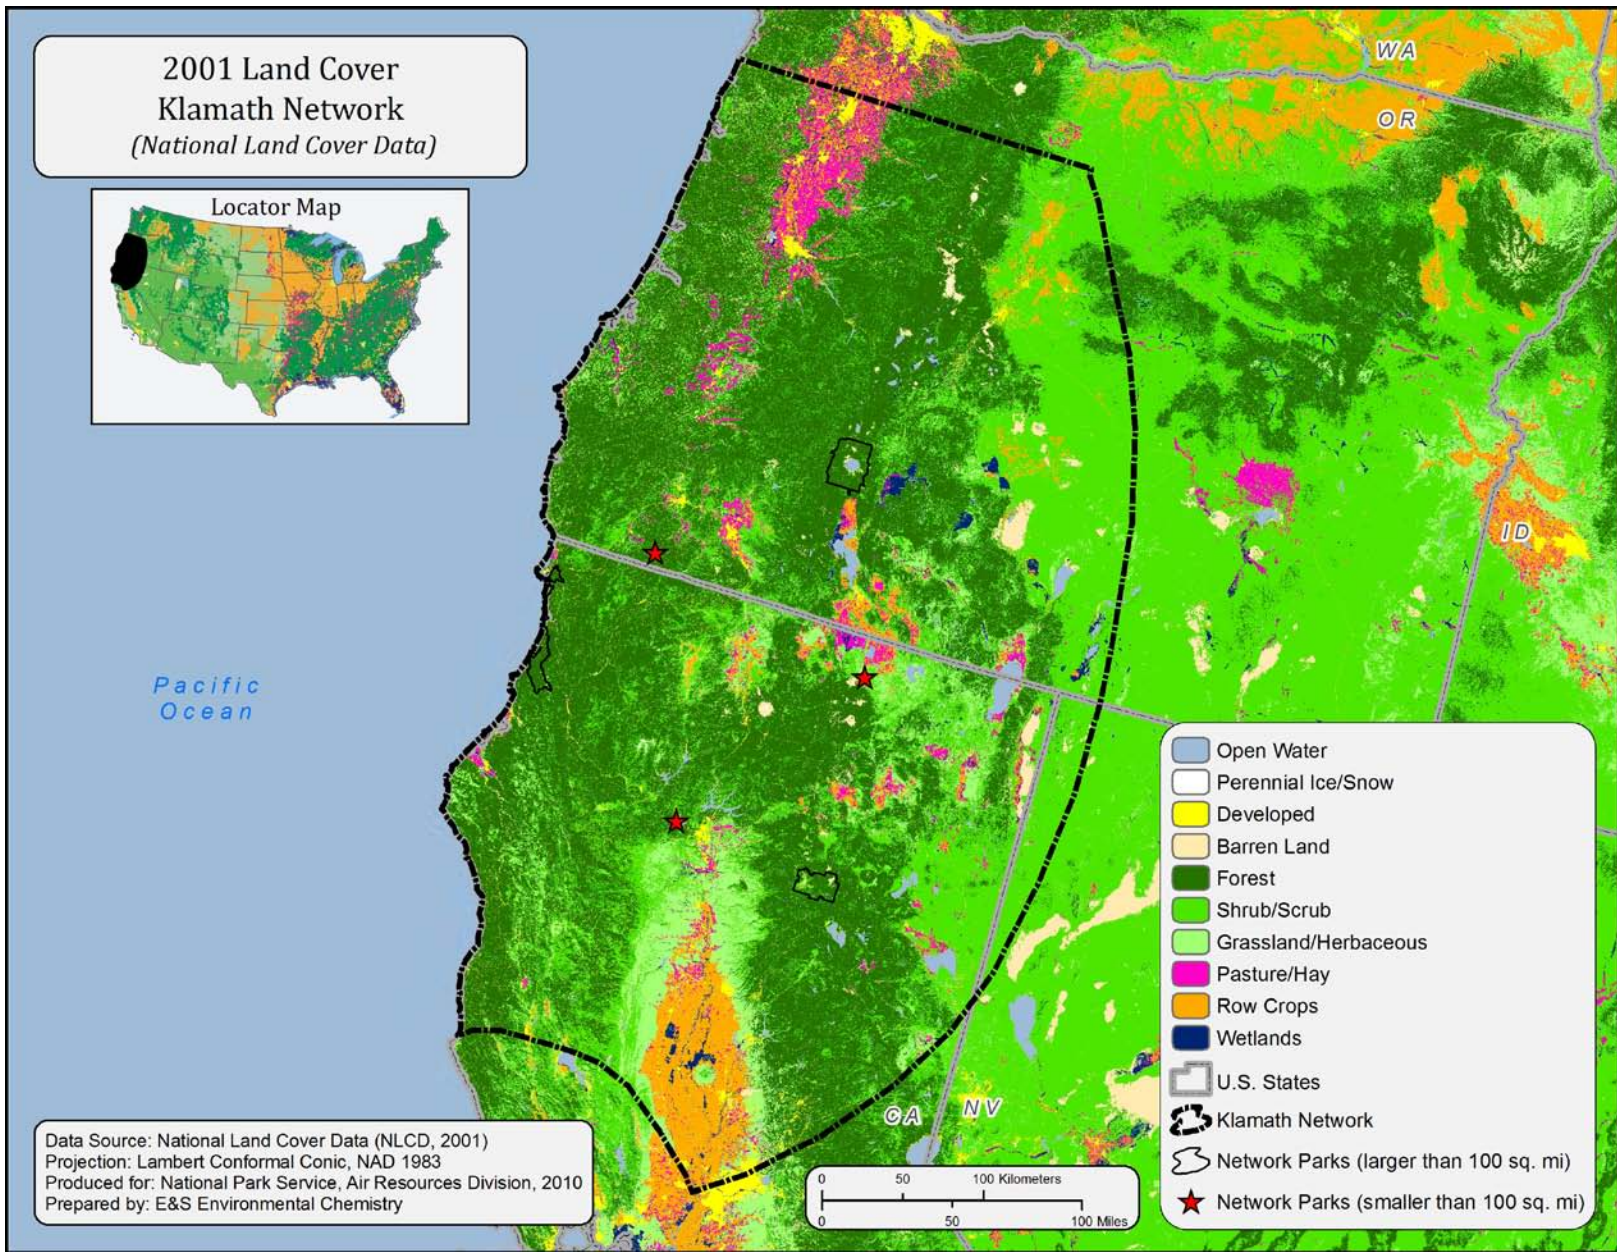 2001 Land Cover
Klamath Network
(National Land Cover Data)
Locator Map
WA
OR
ID
Pacific
Ocean
CA
NV
Open Water
Perennial Ice/Snow
Developed
Barren Land
Forest
Shrub/Scrub
Grassland/Herbaceous
Pasture/Hay
Row Crops
Wetlands
U.S. States
Klamath Network
Network Parks (larger than 100 sq. mi)
Network Parks (smaller than 100 sq. mi)
Data Source: National Land Cover Data (NLCD, 2001)
Projection: Lambert Conformal Conic, NAD 1983
Produced for: National Park Service, Air Resources Division, 2010
Prepared by: E&S Environmental Chemistry
0 50 100 Kilometers
0 50 100 Miles